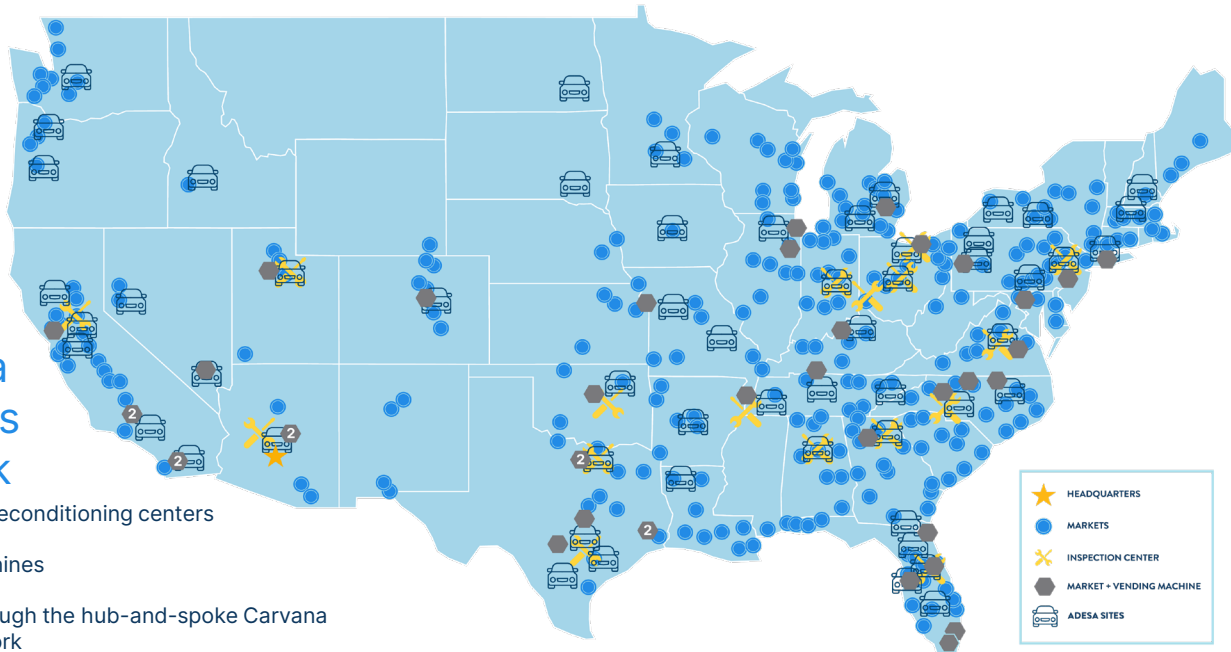 a
s
k
econditioning centers
ines
ugh the hub-and-spoke Carvana
ork
2
2
2
2
2
HEADQUARTERS
MARKETS
INSPECTION CENTER
MARKET + VENDING MACHINE
ADESA SITES